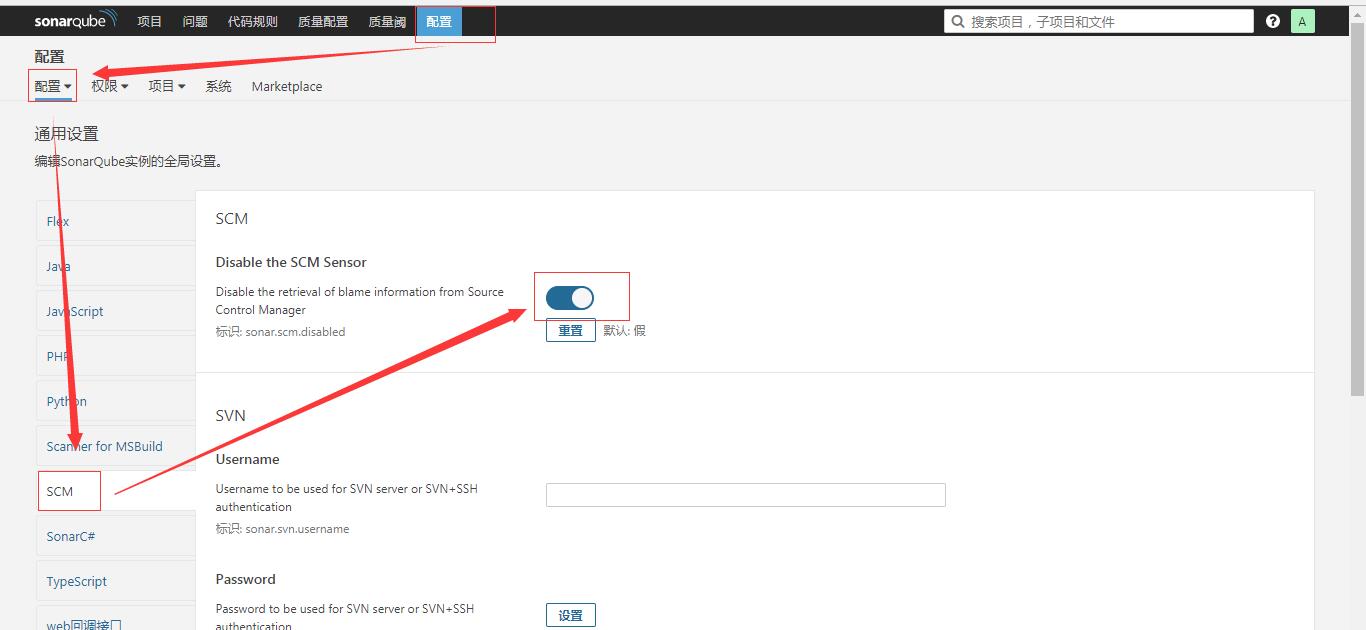 sonarqube 项目 问题 代码规则 质量配置 质量阈 配置 搜索项目，子项目和文件 ? A
配置
配置 权限 项目 系统 Marketplace
通用设置
编辑SonarQube实例的全局设置。
Flex
Java
JavaScript
PHP
Python
Scanner for MSBuild
SCM
SonarC#
TypeScript
web回调接口
SCM
Disable the SCM Sensor
Disable the retrieval of blame information from Source
Control Manager
标识: sonar.scm.disabled
重置 默认: 假
SVN
Username
Username to be used for SVN server or SVN+SSH
authentication
标识: sonar.svn.username
Password
Password to be used for SVN server or SVN+SSH
authentication
设置